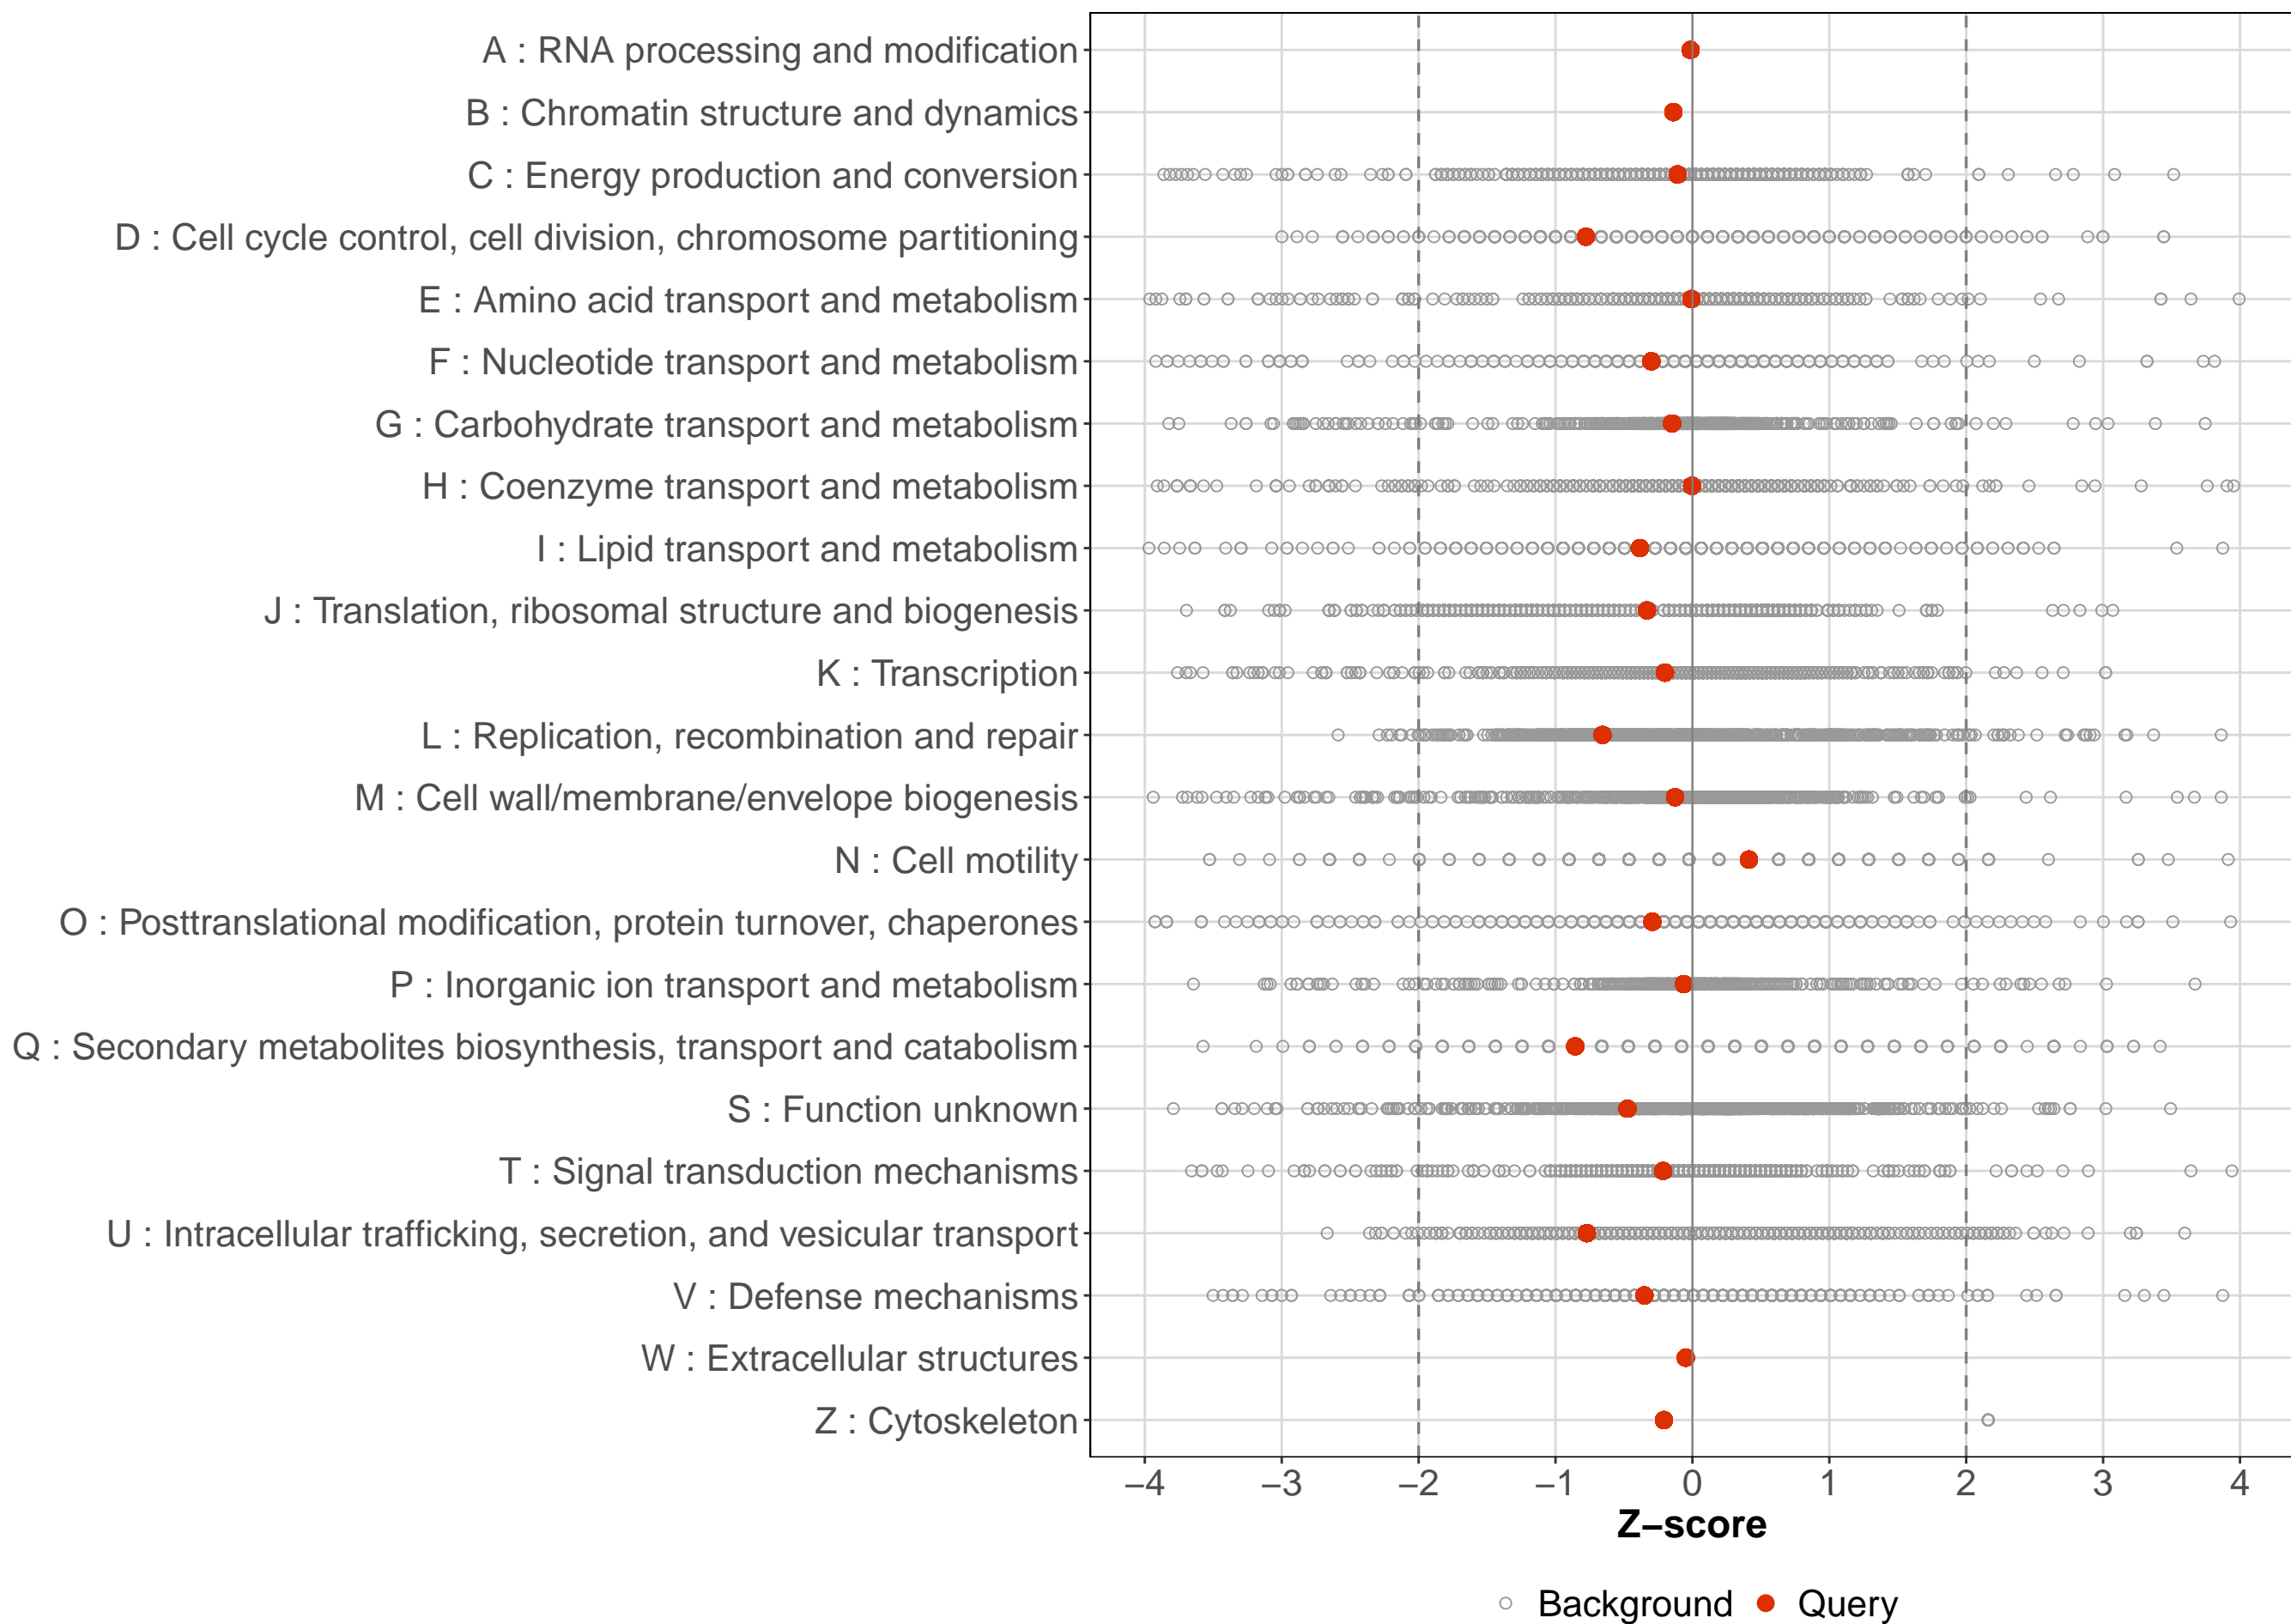 A : RNA processing and modification
B : Chromatin structure and dynamics
C : Energy production and conversion
D : Cell cycle control, cell division, chromosome partitioning
E : Amino acid transport and metabolism
F : Nucleotide transport and metabolism
G : Carbohydrate transport and metabolism
H : Coenzyme transport and metabolism
I : Lipid transport and metabolism
J : Translation, ribosomal structure and biogenesis
K : Transcription
L : Replication, recombination and repair
M : Cell wall/membrane/envelope biogenesis
N : Cell motility
O : Posttranslational modification, protein turnover, chaperones
P : Inorganic ion transport and metabolism
Q : Secondary metabolites biosynthesis, transport and catabolism
S : Function unknown
T : Signal transduction mechanisms
U : Intracellular trafficking, secretion, and vesicular transport
V : Defense mechanisms
W : Extracellular structures
Z : Cytoskeleton
−4 −3 −2 −1 0 1 2 3 4
Z−score
Background Query